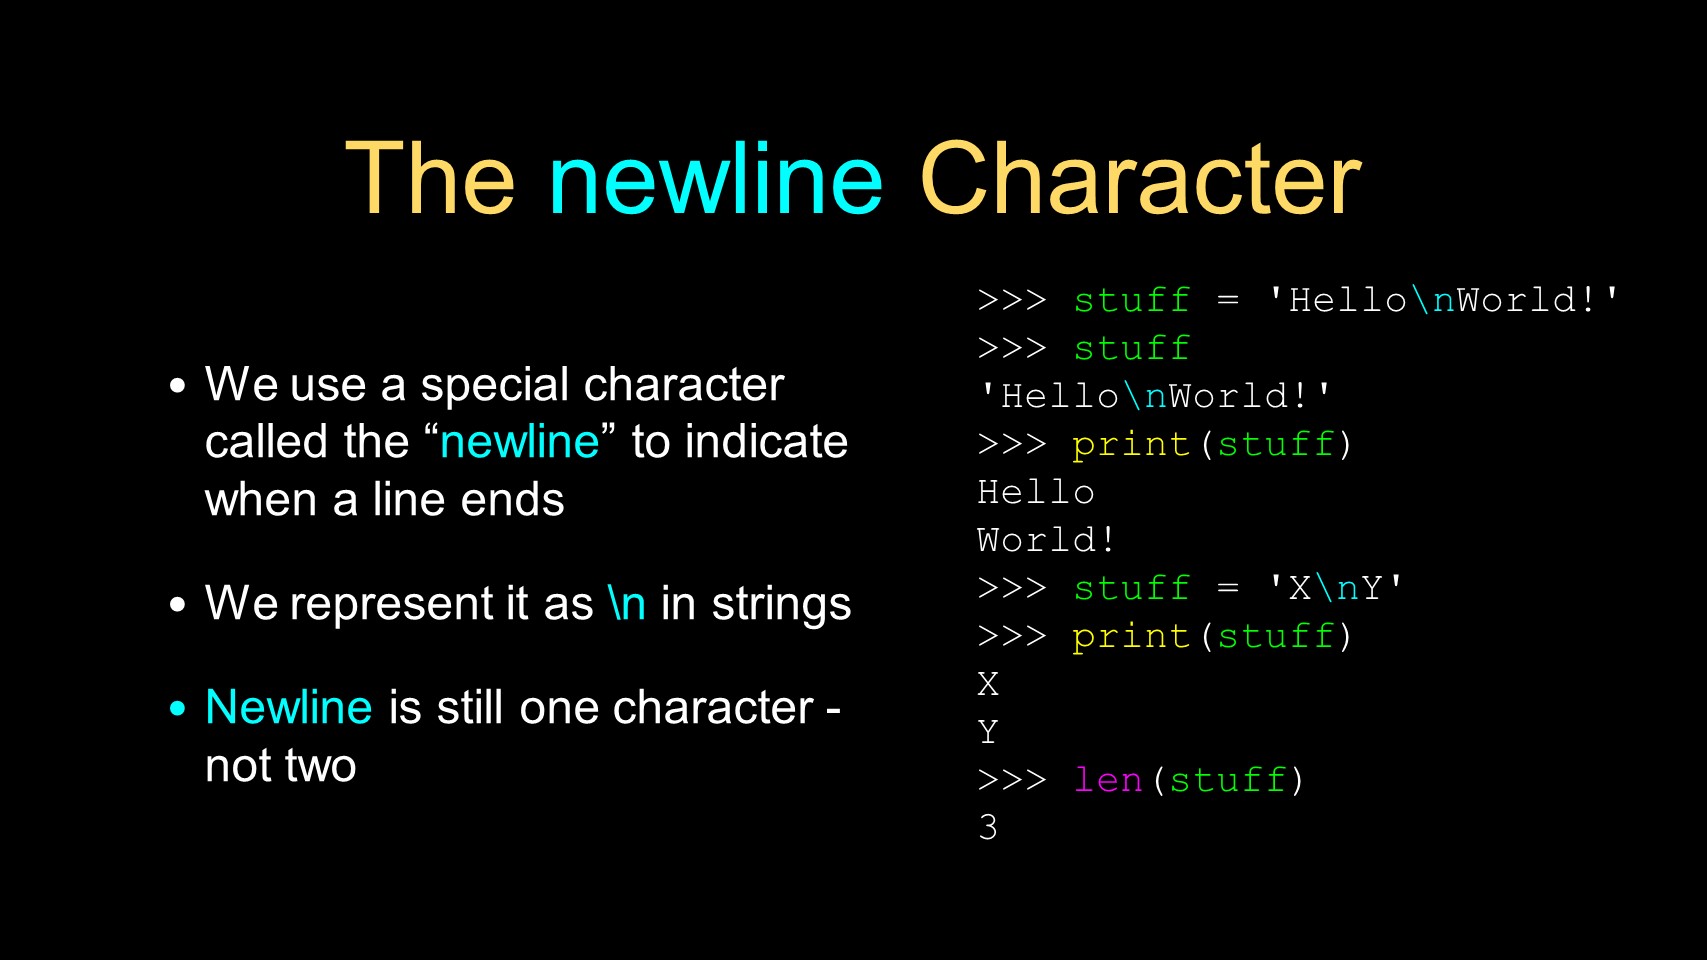 The newline Character
• We use a special character
called the “newline” to indicate
when a line ends
• We represent it as \n in strings
• Newline is still one character -
not two
>>> stuff = 'Hello\nWorld!'
>>> stuff
'Hello\nWorld!'
>>> print(stuff)
Hello
World!
>>> stuff = 'X\nY'
>>> print(stuff)
X
Y
>>> len(stuff)
3